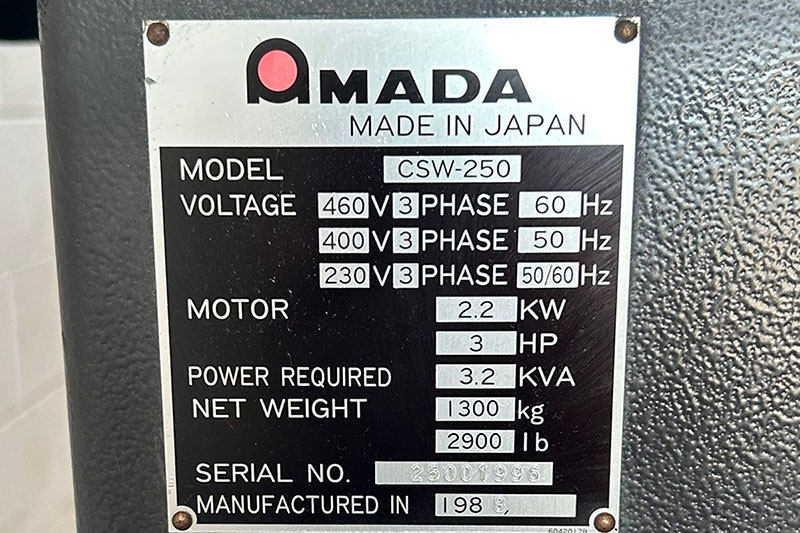 AMADA
MADE IN JAPAN
MODEL CSW-250
VOLTAGE 460 V 3 PHASE 60 Hz
400 V 3 PHASE 50 Hz
230 V 3 PHASE 50/60 Hz
MOTOR 2.2 KW
3 HP
POWER REQUIRED 3.2 KVA
NET WEIGHT 1300 kg
2900 lb
SERIAL NO. 25001996
MANUFACTURED IN